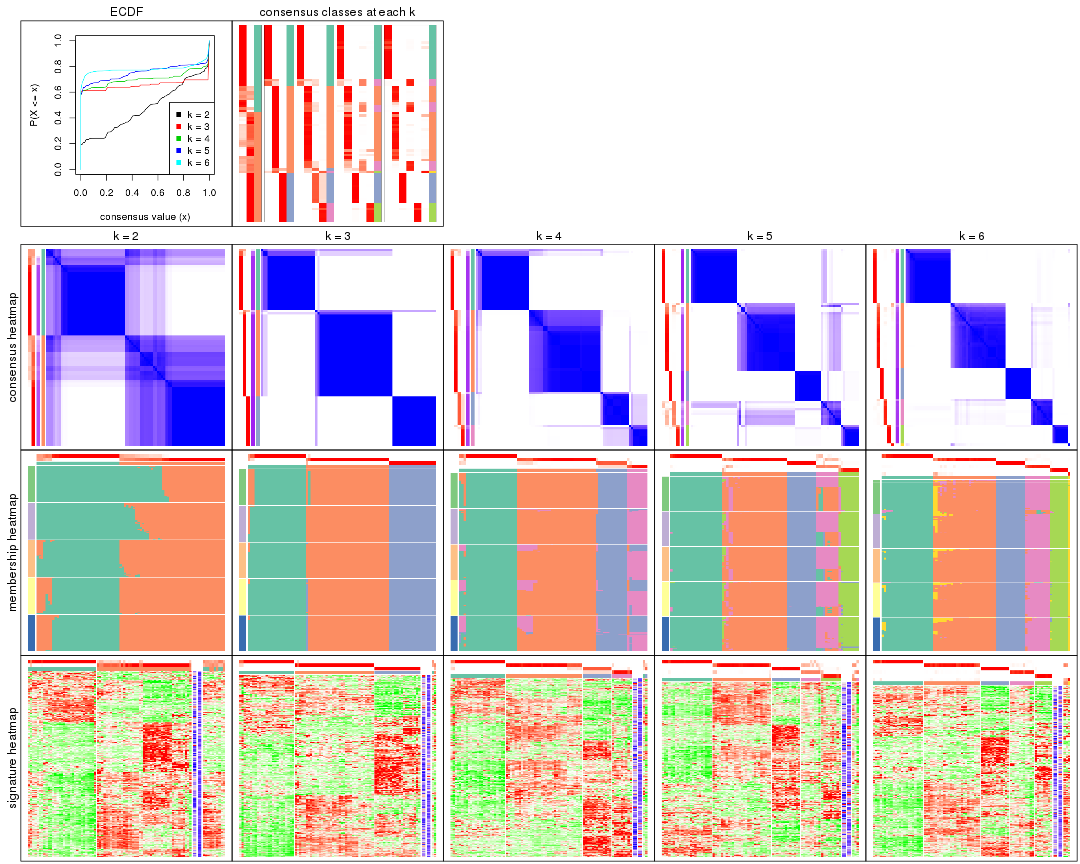 ECDF
consensus classes at each k
P(X <= x)
1.0
0.8
0.6
0.4
0.2
0.0
k = 2
k = 3
k = 4
k = 5
k = 6
0.0 0.2 0.4 0.6 0.8 1.0
consensus value (x)
k = 2 k = 3 k = 4 k = 5 k = 6
consensus heatmap
membership heatmap
signature heatmap